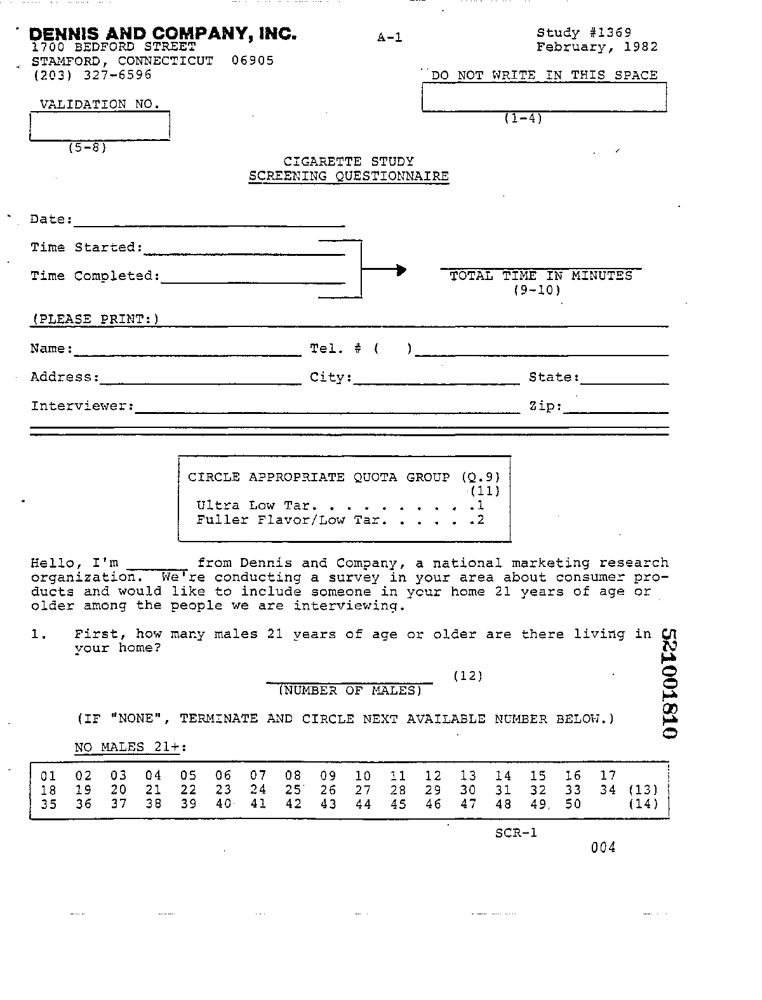 DENNIS AND COMPANY, INC. A-1 Study #1369
1700 BEDFORD STREET February, 1982
STAMFORD, CONNECTICUT 06905
(203) 327-6596 DO NOT WRITE IN THIS SPACE
VALIDATION NO.
(1-4)
(5-8)
CIGARETTE STUDY
SCREENING QUESTIONNAIRE
Date:
Time Started:
Time Completed: TOTAL TIME IN MINUTES
(9-10)
(PLEASE PRINT:)
Name: Tel. # ( )
Address: City: State:
Interviewer: Zip:
CIRCLE APPROPRIATE QUOTA GROUP (Q.9)
(11)
Ultra Low Tar. . . . . . . . . .1
Fuller Flavor/Low Tar. . . . . .2
Hello, I'm ______ from Dennis and Company, a national marketing research
organization. We're conducting a survey in your area about consumer pro-
ducts and would like to include someone in your home 21 years of age or
older among the people we are interviewing.
1. First, how many males 21 years of age or older are there living in
your home?
(12)
(NUMBER OF MALES)
(IF "NONE", TERMINATE AND CIRCLE NEXT AVAILABLE NUMBER BELOW.)
NO MALES 21+:
01 02 03 04 05 06 07 08 09 10 11 12 13 14 15 16 17
18 19 20 21 22 23 24 25 26 27 28 29 30 31 32 33 34 (13)
35 36 37 38 39 40 41 42 43 44 45 46 47 48 49 50 (14)
SCR-1
004
521001810